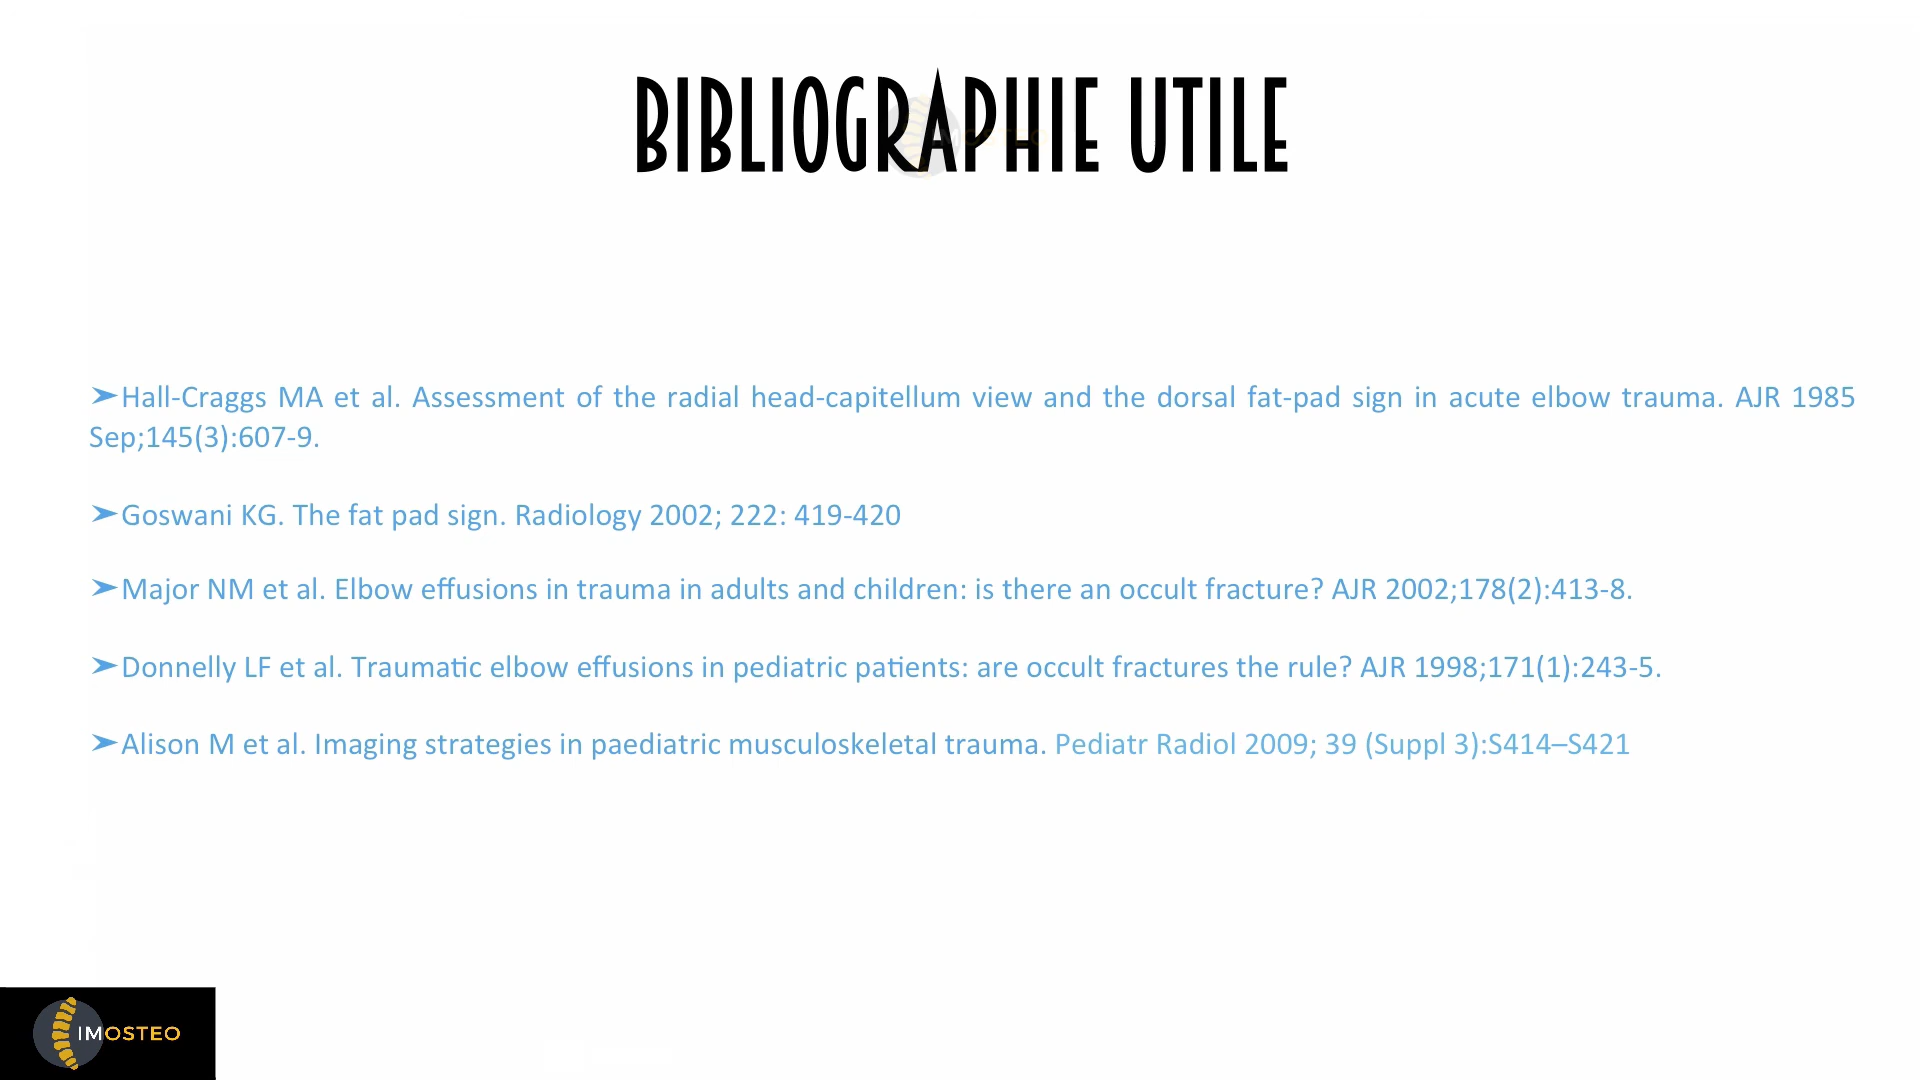 BIBLIOGRAPHIE UTILE
➢Hall-Craggs MA et al. Assessment of the radial head-capitellum view and the dorsal fat-pad sign in acute elbow trauma. AJR 1985
Sep;145(3):607-9.
➢Goswani KG. The fat pad sign. Radiology 2002; 222: 419-420
➢Major NM et al. Elbow effusions in trauma in adults and children: is there an occult fracture? AJR 2002;178(2):413-8.
➢Donnelly LF et al. Traumatic elbow effusions in pediatric patients: are occult fractures the rule? AJR 1998;171(1):243-5.
➢Alison M et al. Imaging strategies in paediatric musculoskeletal trauma. Pediatr Radiol 2009; 39 (Suppl 3):S414–S421
IMOSTEO